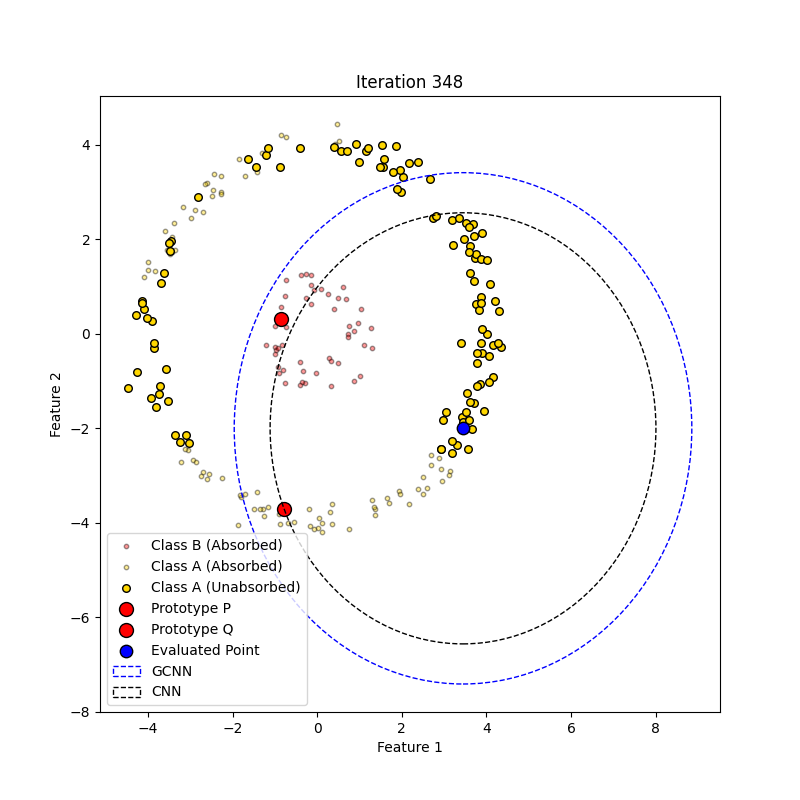 Iteration 348
Feature 2
4
2
0
−2
−4
−6
−8
Class B (Absorbed)
Class A (Absorbed)
Class A (Unabsorbed)
Prototype P
Prototype Q
Evaluated Point
GCNN
CNN
−4 −2 0 2 4 6 8
Feature 1